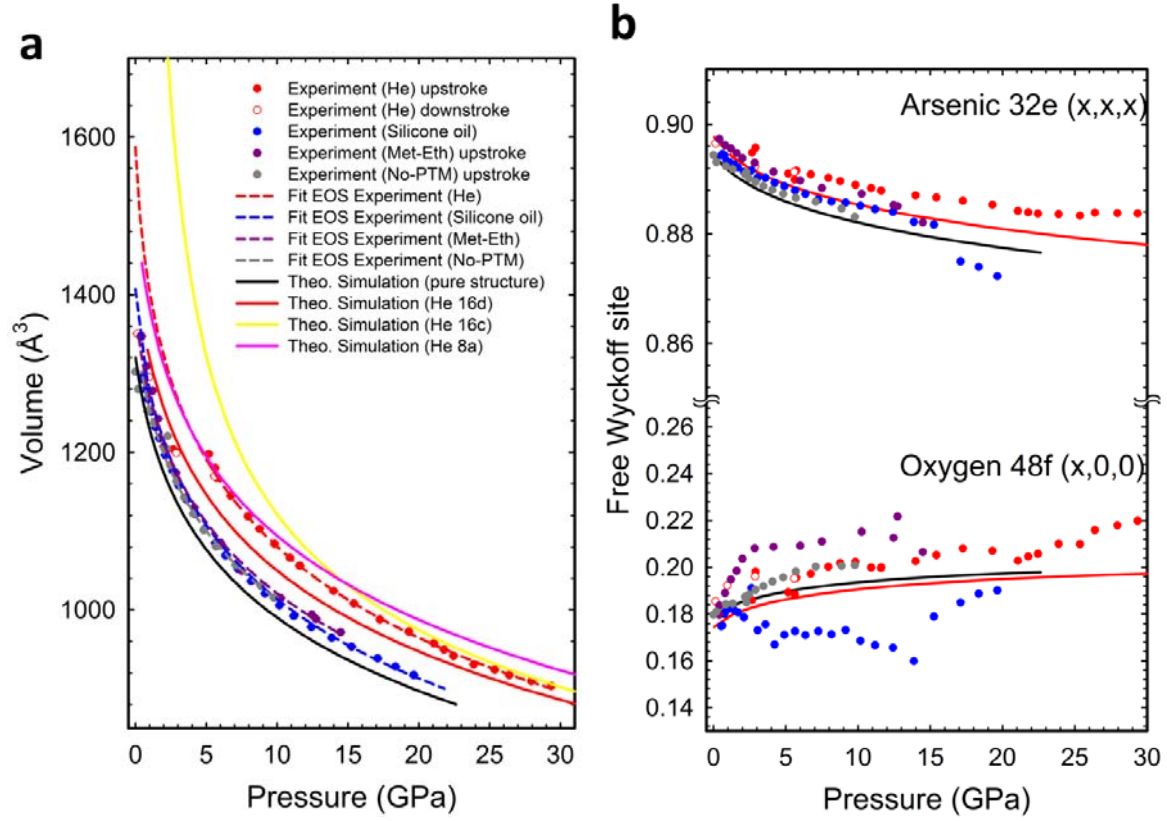 a
Volume (Å³)
1600
1400
1200
1000
Experiment (He) upstroke
Experiment (He) downstroke
Experiment (Silicone oil)
Experiment (Met-Eth) upstroke
Experiment (No-PTM) upstroke
Fit EOS Experiment (He)
Fit EOS Experiment (Silicone oil)
Fit EOS Experiment (Met-Eth)
Fit EOS Experiment (No-PTM)
Theo. Simulation (pure structure)
Theo. Simulation (He 16d)
Theo. Simulation (He 16c)
Theo. Simulation (He 8a)
0 5 10 15 20 25 30
Pressure (GPa)
b
Free Wyckoff site
Arsenic 32e (x,x,x)
0.90
0.88
0.86
0.26
0.24
Oxygen 48f (x,0,0)
0.22
0.20
0.18
0.16
0.14
0 5 10 15 20 25 30
Pressure (GPa)